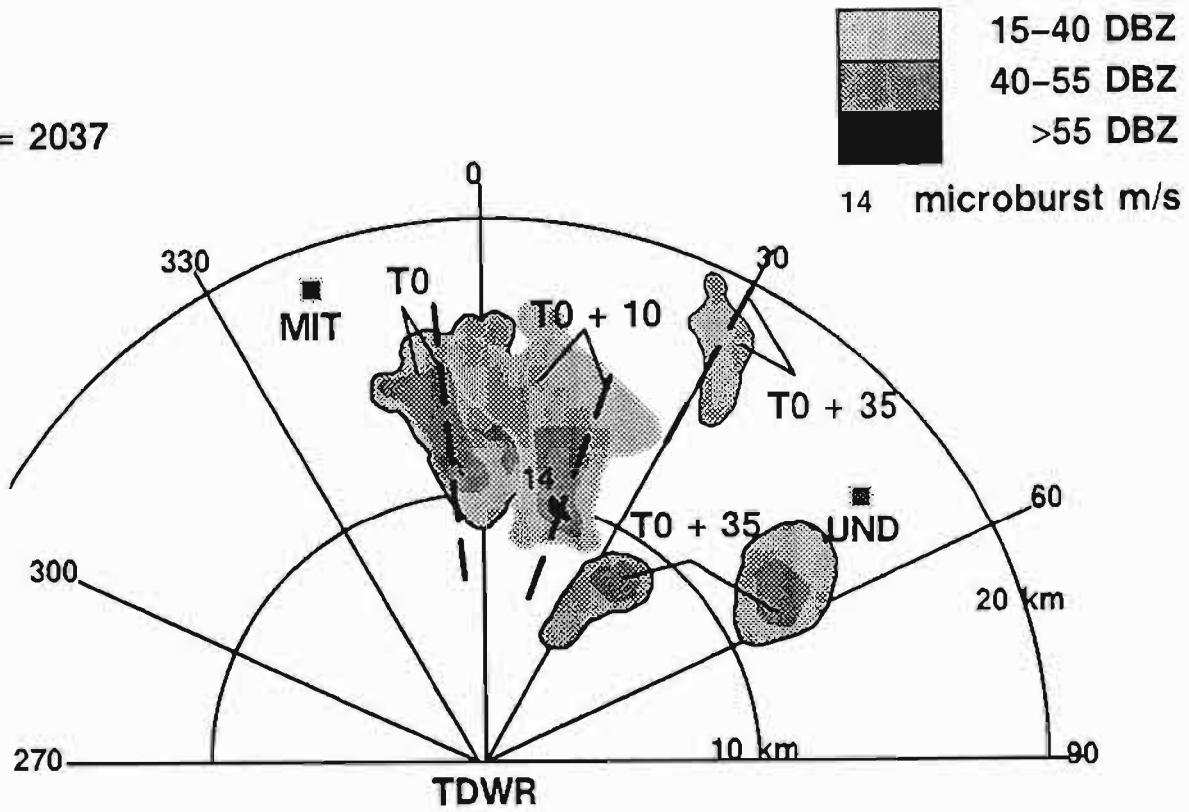 15–40 DBZ
40–55 DBZ
>55 DBZ
= 2037
14 microburst m/s
0
330
30
T0
T0 + 10
MIT
T0 + 35
14
60
T0 + 35
UND
300
20 km
270
10 km
90
TDWR